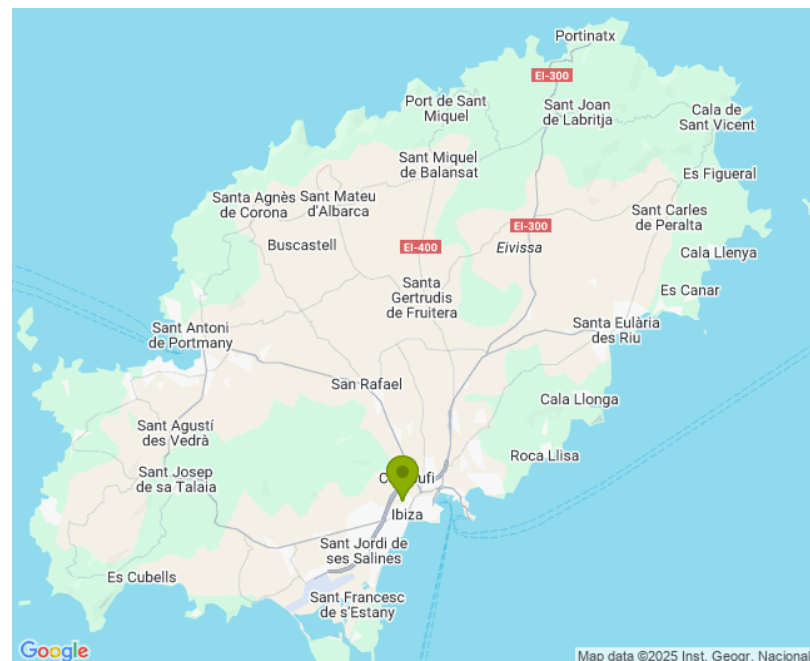 Portinatx
EI-300
Port de Sant
Miquel
Sant Joan
de Labritja
Cala de
Sant Vicent
Sant Miquel
de Balansat
Es Figueral
Santa Agnès
de Corona
Sant Mateu
d'Albarca
Sant Carles
de Peralta
Buscastell
EI-400
EI-300
Eivissa
Cala Llenya
Santa
Gertrudis
de Fruitera
Es Canar
Sant Antoni
de Portmany
Santa Eulària
des Riu
San Rafael
Cala Llonga
Sant Agustí
des Vedrà
Roca Llisa
Sant Josep
de sa Talaia
Ibiza
Sant Jordi de
ses Salines
Es Cubells
Sant Francesc
de s'Estany
Google
Map data ©2025 Inst. Geogr. Nacional